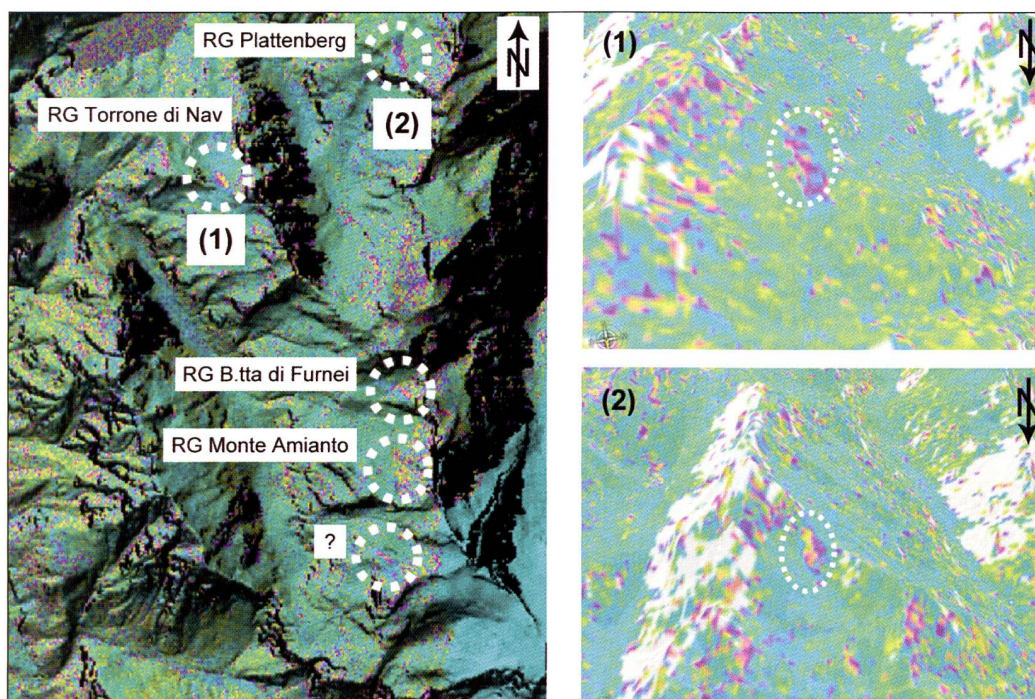 RG Plattenberg
N
(2)
RG Torrone di Nav
(1)
RG B.tta di Furnei
RG Monte Amianto
?
(1)
N
(2)
N